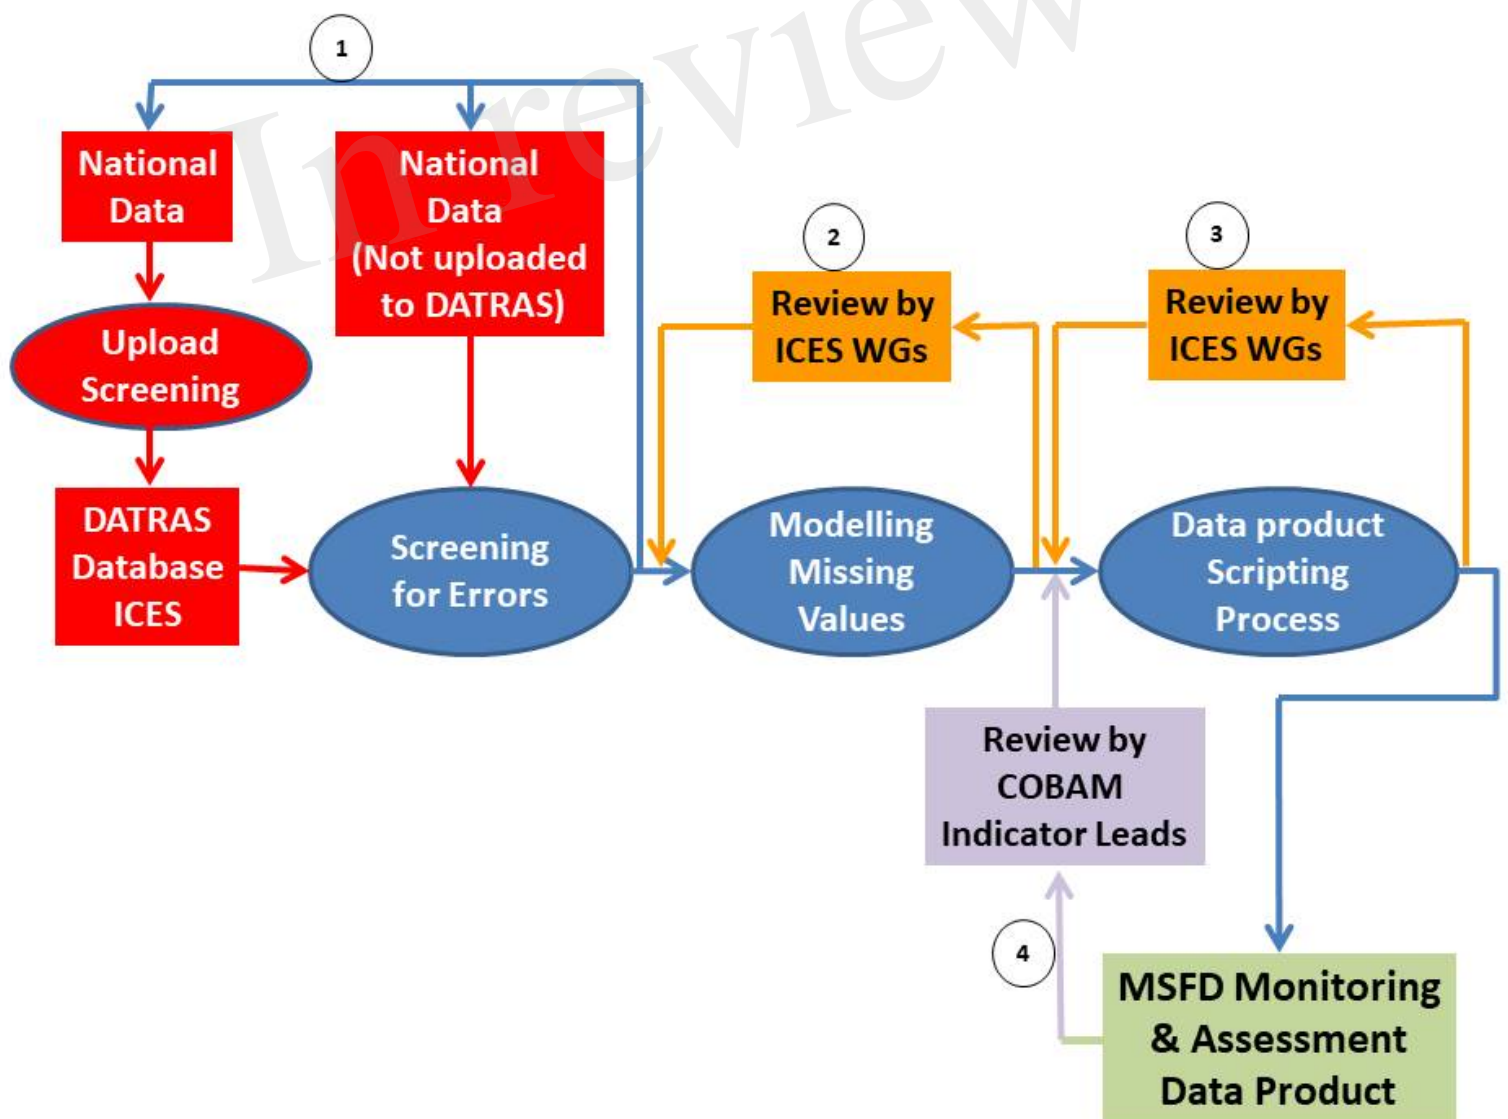 In review
1
National
Data
National
Data
(Not uploaded
to DATRAS)
2
3
Review by
ICES WGs
Review by
ICES WGs
Upload
Screening
DATRAS
Database
ICES
Screening
for Errors
Modelling
Missing
Values
Data product
Scripting
Process
Review by
COBAM
Indicator Leads
4
MSFD Monitoring
& Assessment
Data Product